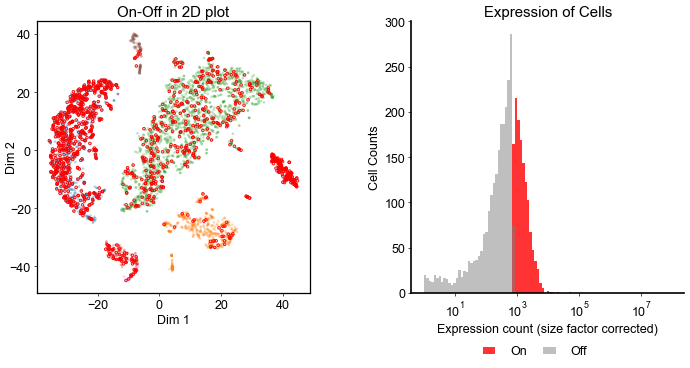 On-Off in 2D plot
40
20
0
−20
−40
Dim 2
−20 0 20 40
Dim 1
Expression of Cells
300
250
200
150
100
50
0
Cell Counts
10^1 10^3 10^5 10^7
Expression count (size factor corrected)
On Off